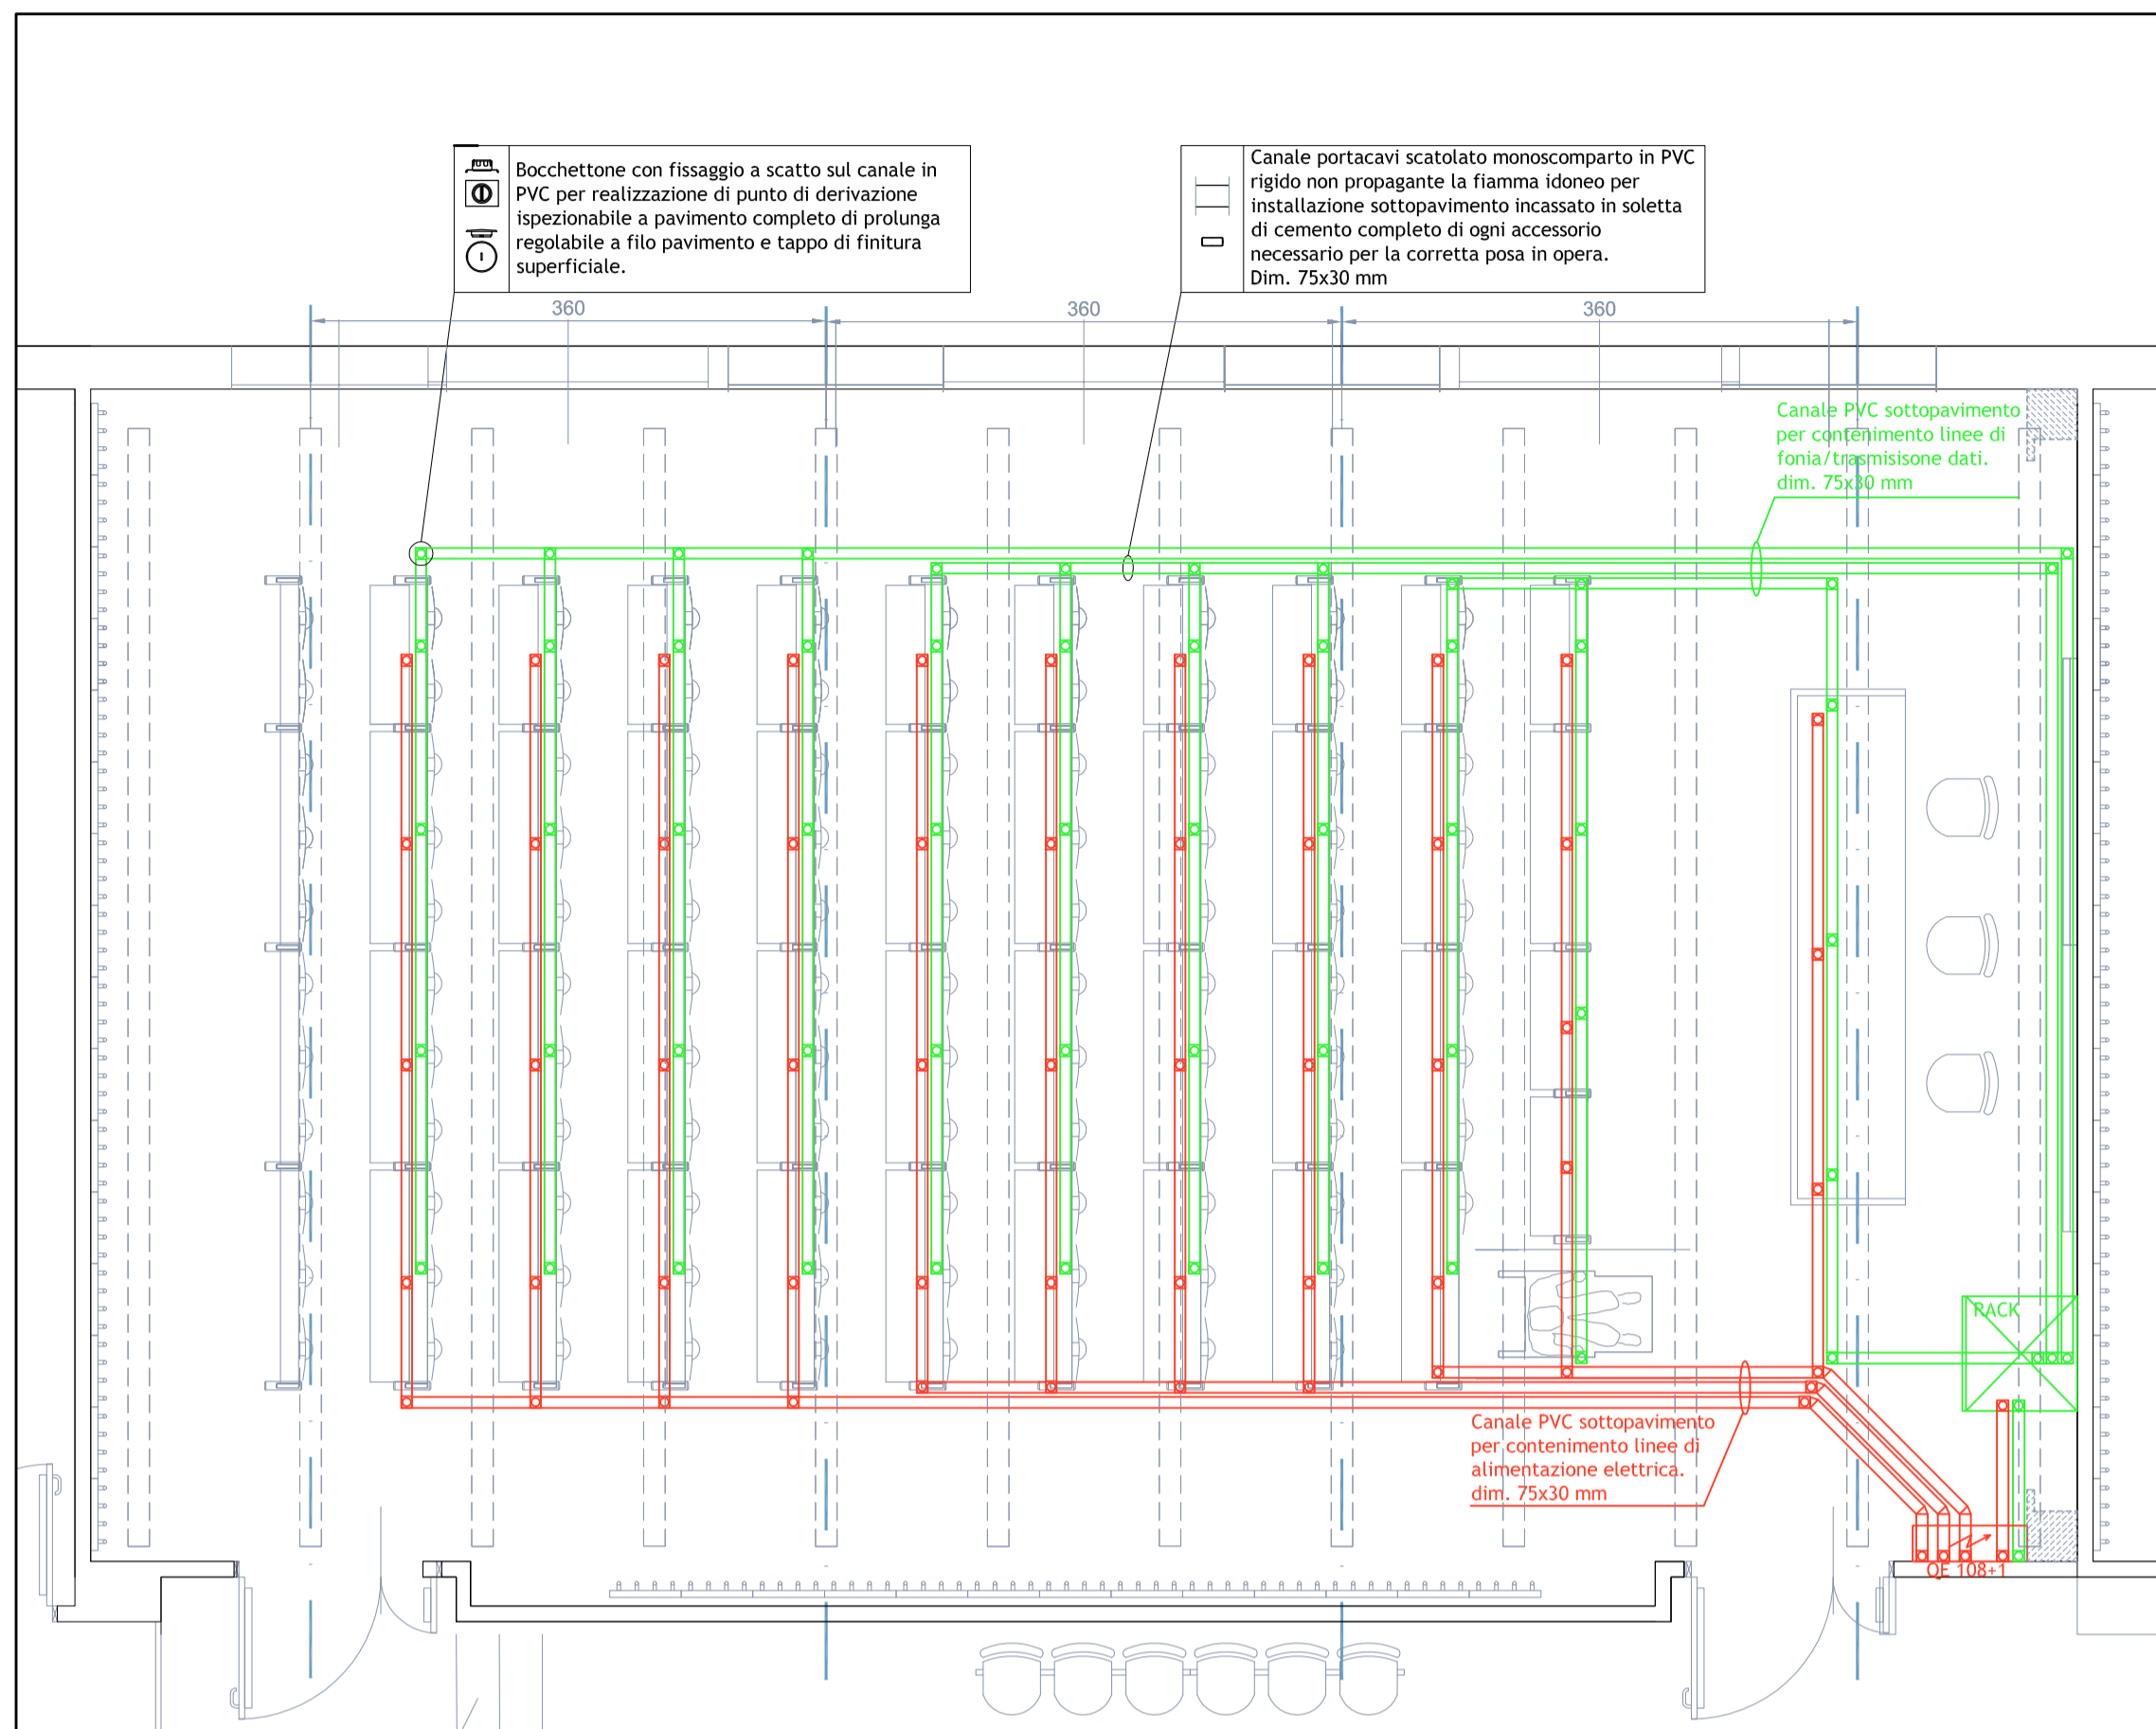 Bocchettone con fissaggio a scatto sul canale in
PVC per realizzazione di punto di derivazione
ispezionabile a pavimento completo di prolunga
regolabile a filo pavimento e tappo di finitura
superficiale.
Canale portacavi scatolato monoscomparto in PVC
rigido non propagante la fiamma idoneo per
installazione sottopavimento incassato in soletta
di cemento completo di ogni accessorio
necessario per la corretta posa in opera.
Dim. 75x30 mm
360
360
360
Canale PVC sottopavimento
per contenimento linee di
fonia/trasmisisone dati.
dim. 75x30 mm
RACK
Canale PVC sottopavimento
per contenimento linee di
alimentazione elettrica.
dim. 75x30 mm
QE 108+1